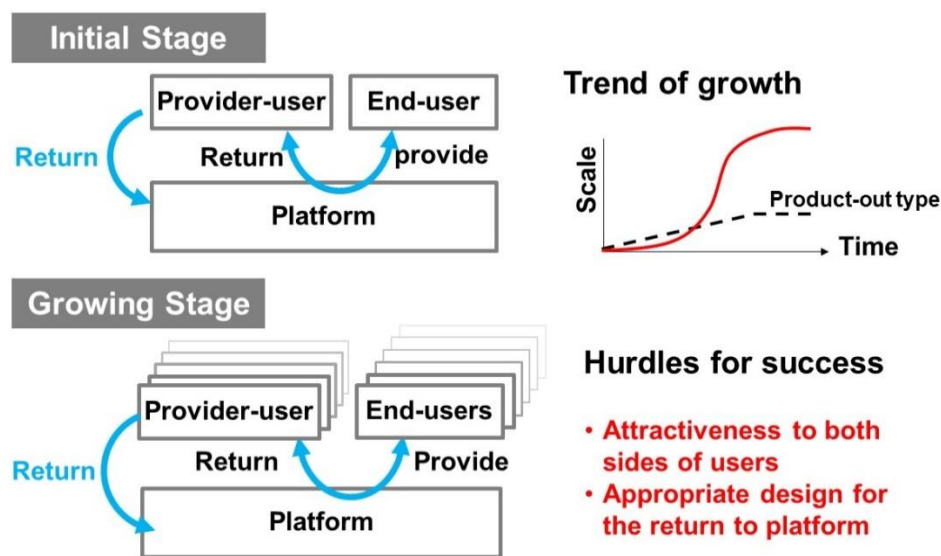 Initial Stage
Provider-user
End-user
Return
Return
provide
Platform
Trend of growth
Scale
Product-out type
Time
Growing Stage
Provider-user
End-users
Return
Return
Provide
Platform
Hurdles for success
• Attractiveness to both
sides of users
• Appropriate design for
the return to platform